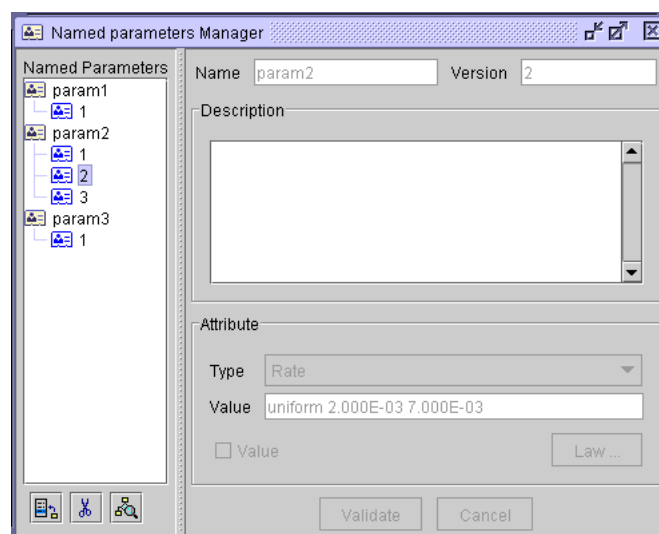 Named parameters Manager
Named Parameters
param1
1
param2
1
2
3
param3
1
Name param2 Version 2
Description
Attribute
Type Rate
Value uniform 2.000E-03 7.000E-03
Value Law ...
Validate Cancel